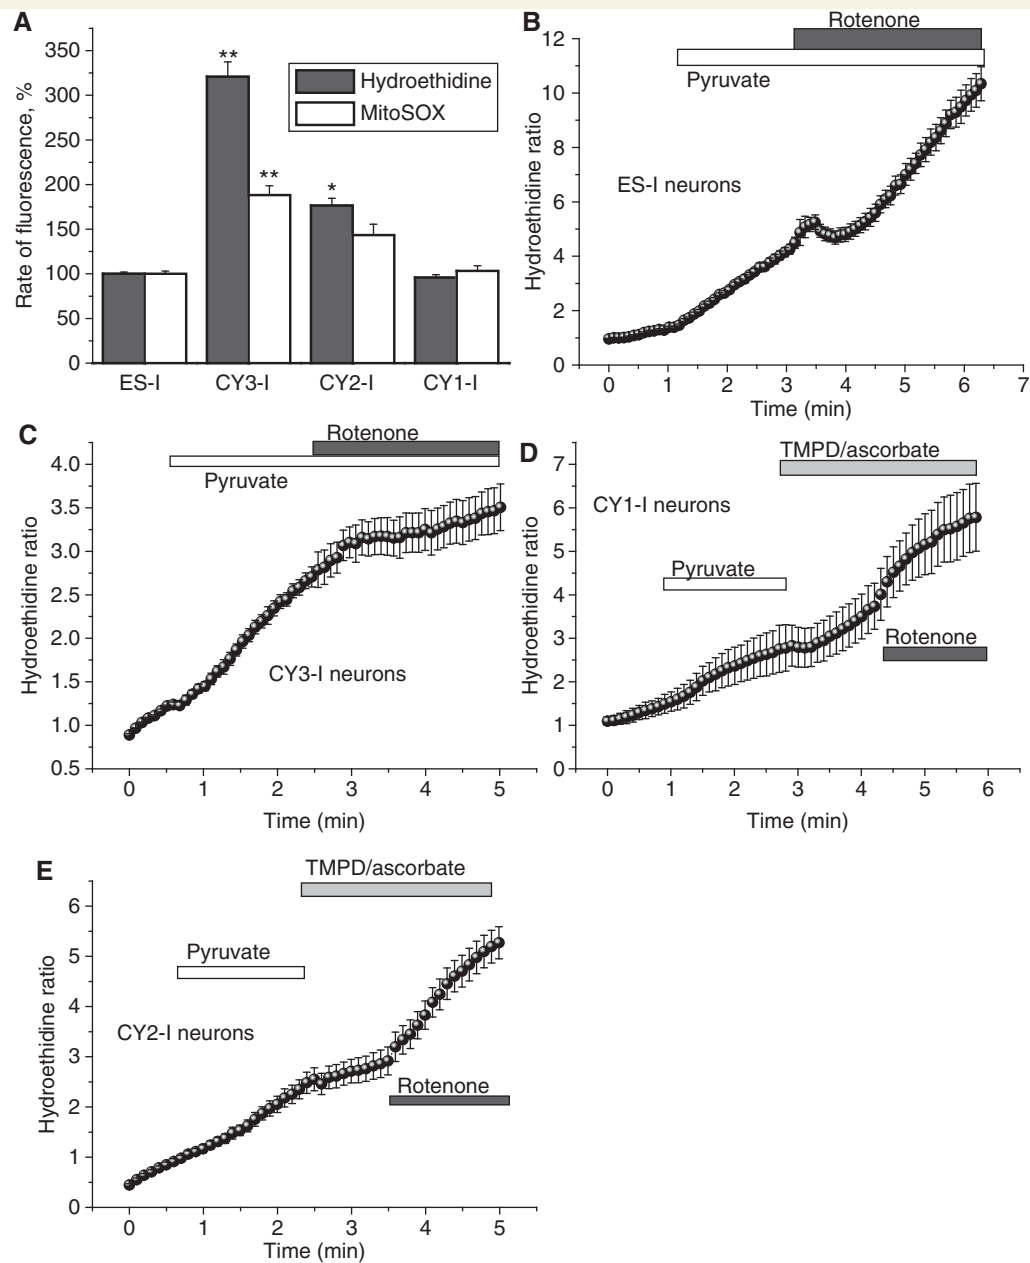 A
Rate of fluorescence, %
350
300
250
200
150
100
50
0
**
**
*
Hydroethidine
MitoSOX
ES-I
CY3-I
CY2-I
CY1-I
B
Rotenone
Pyruvate
ES-I neurons
Hydroethidine ratio
12
10
8
6
4
2
0
0 1 2 3 4 5 6 7
Time (min)
C
Rotenone
Pyruvate
CY3-I neurons
Hydroethidine ratio
4.0
3.5
3.0
2.5
2.0
1.5
1.0
0.5
0 1 2 3 4 5
Time (min)
D
TMPD/ascorbate
CY1-I neurons
Pyruvate
Rotenone
Hydroethidine ratio
7
6
5
4
3
2
1
0
0 1 2 3 4 5 6
Time (min)
E
TMPD/ascorbate
Pyruvate
CY2-I neurons
Rotenone
Hydroethidine ratio
6
5
4
3
2
1
0
0 1 2 3 4 5
Time (min)